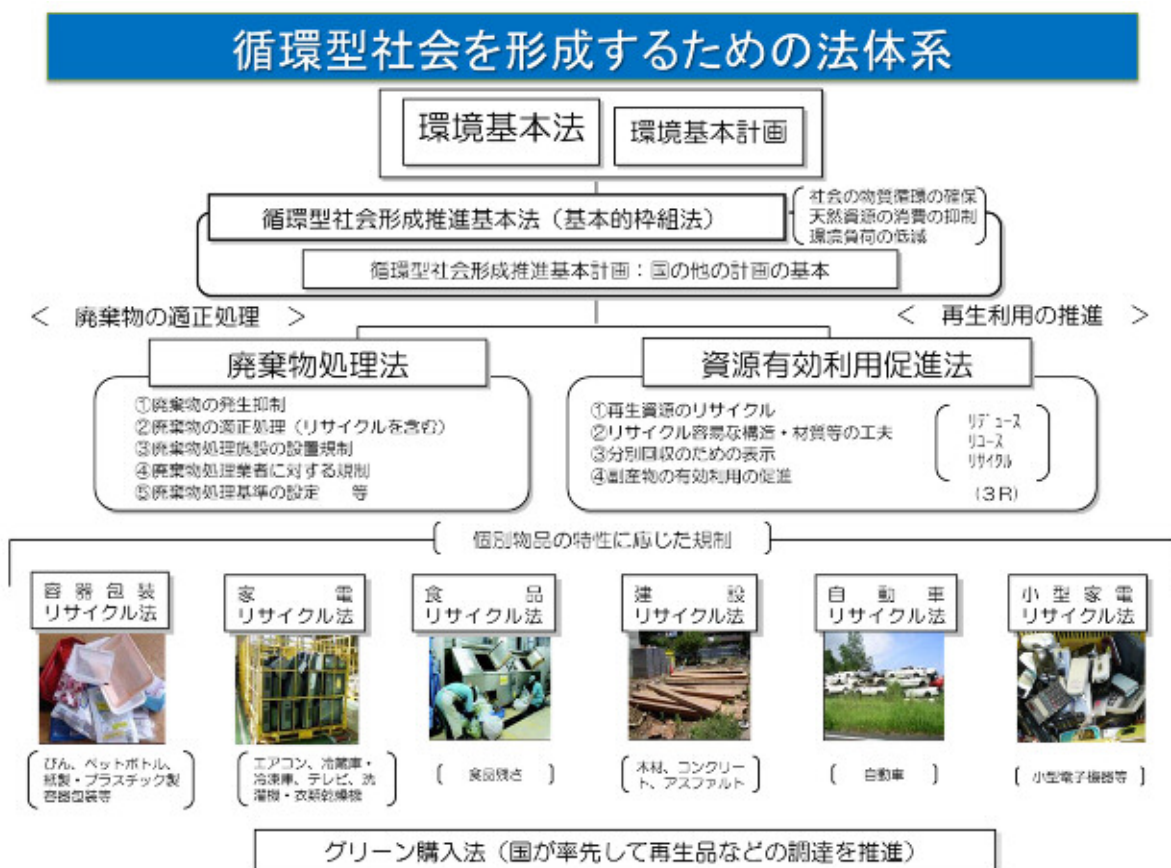 循環型社会を形成するための法体系
環境基本法
環境基本計画
循環型社会形成推進基本法（基本的枠組法）
社会の物質循環の確保
天然資源の消費の抑制
環境負荷の低減
循環型社会形成推進基本計画：国の他の計画の基本
＜　廃棄物の適正処理　＞
＜　再生利用の推進　＞
廃棄物処理法
①廃棄物の発生抑制
②廃棄物の適正処理（リサイクルを含む）
③廃棄物処理施設の設置規制
④廃棄物処理業者に対する規制
⑤廃棄物処理基準の設定　等
資源有効利用促進法
①再生資源のリサイクル
②リサイクル容易な構造・材質等の工夫
③分別回収のための表示
④副産物の有効利用の促進
ﾘﾃﾞｭｰｽ
ﾘﾕｰｽ
ﾘｻｲｸﾙ
（3R）
個別物品の特性に応じた規制
容器包装
リサイクル法
びん、ペットボトル、
紙製・プラスチック製
容器包装等
家電
リサイクル法
エアコン、冷蔵庫・
冷凍庫、テレビ、洗
濯機・衣類乾燥機
食品
リサイクル法
食品残さ
建設
リサイクル法
木材、コンクリー
ト、アスファルト
自動車
リサイクル法
自動車
小型家電
リサイクル法
小型電子機器等
グリーン購入法（国が率先して再生品などの調達を推進）